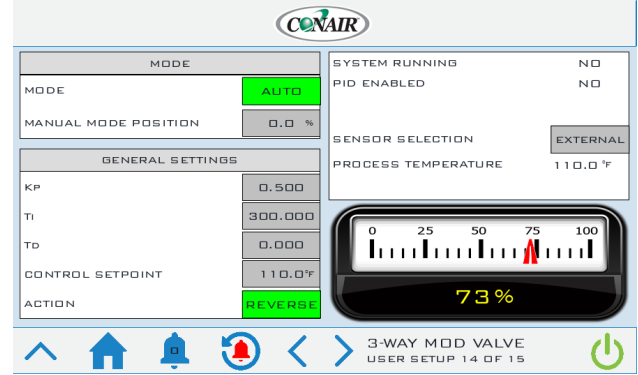 CONAIR
MODE
MODE AUTO
MANUAL MODE POSITION 0.0 %
GENERAL SETTINGS
KP 0.500
TI 300.000
TD 0.000
CONTROL SETPOINT 110.0°F
ACTION REVERSE
SYSTEM RUNNING NO
PID ENABLED NO
SENSOR SELECTION EXTERNAL
PROCESS TEMPERATURE 110.0 °F
0 25 50 75 100
73%
0
3-WAY MOD VALVE
USER SETUP 14 OF 15